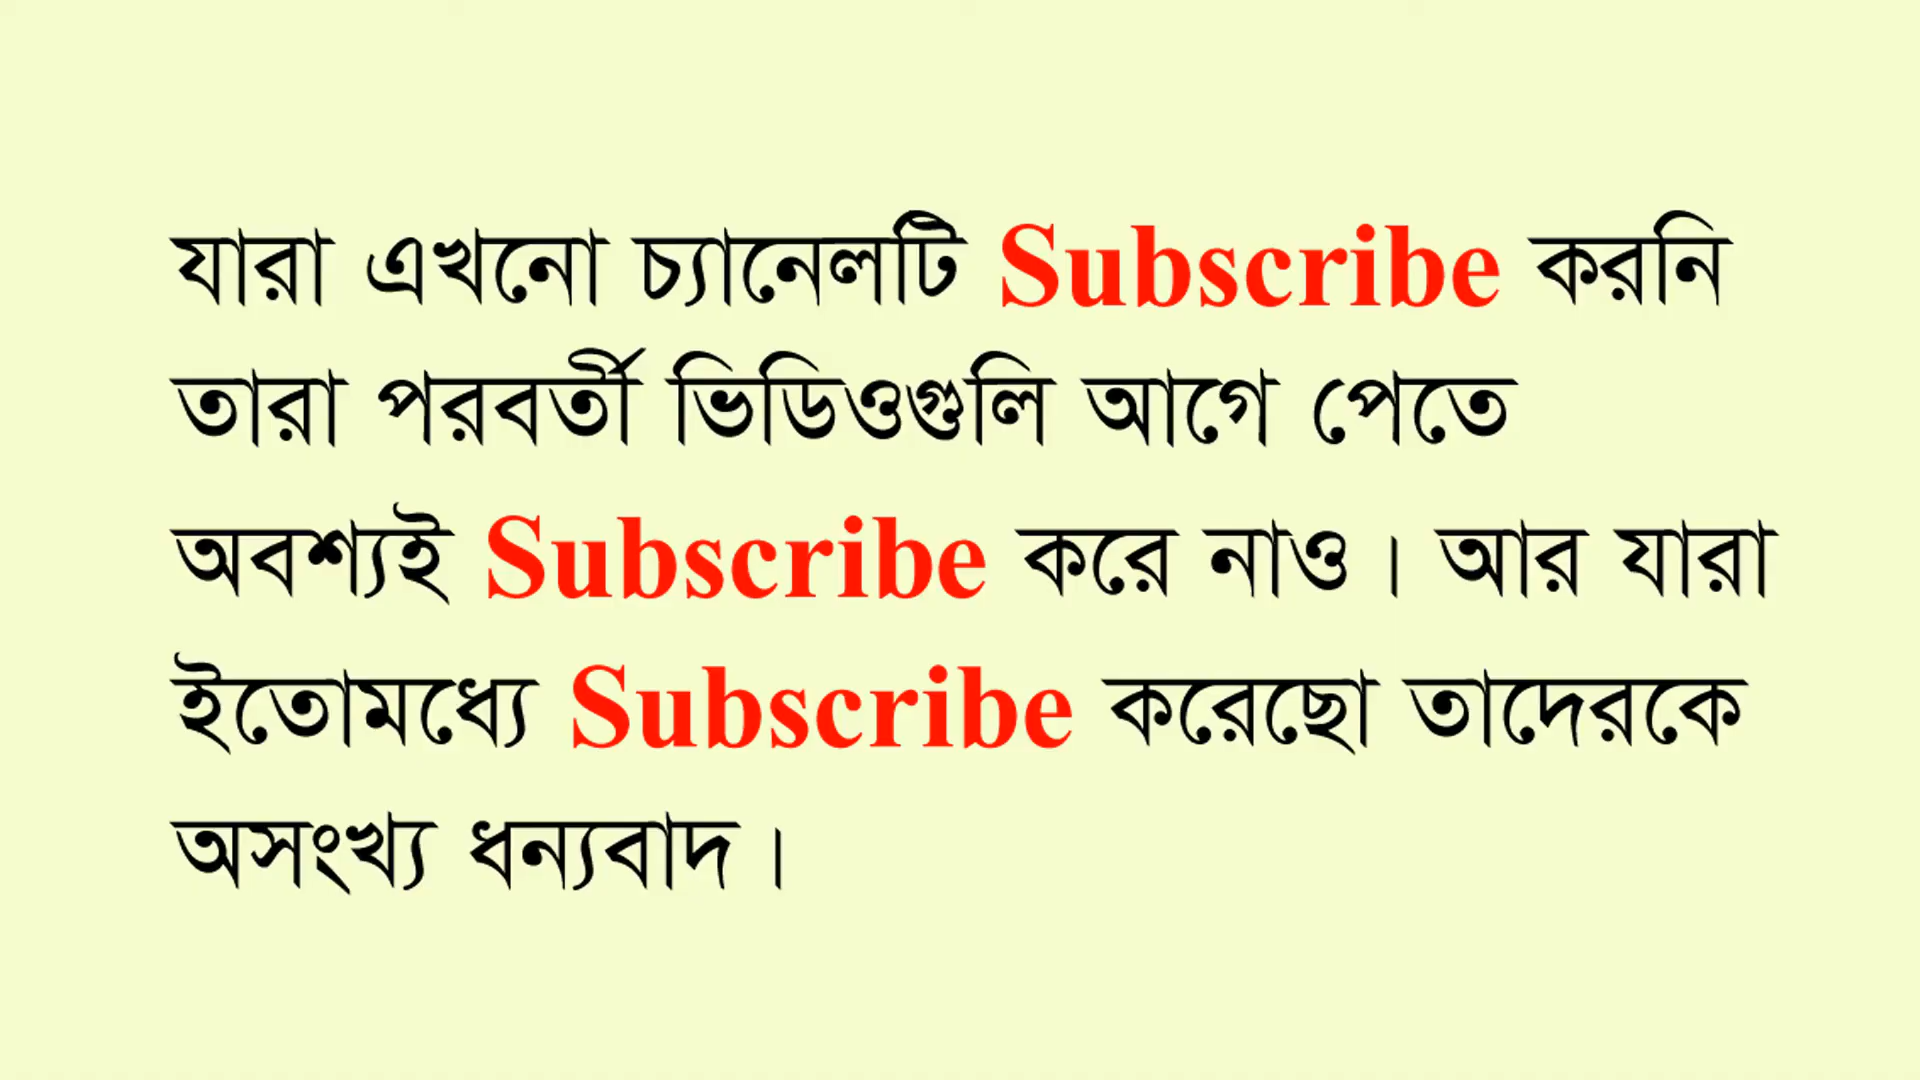 যারা এখনো চ্যানেলটি Subscribe করনি
তারা পরবর্তী ভিডিওগুলি আগে পেতে
অবশ্যই Subscribe করে নাও । আর যারা
ইতোমধ্যে Subscribe করেছো তাদেরকে
অসংখ্য ধন্যবাদ ।